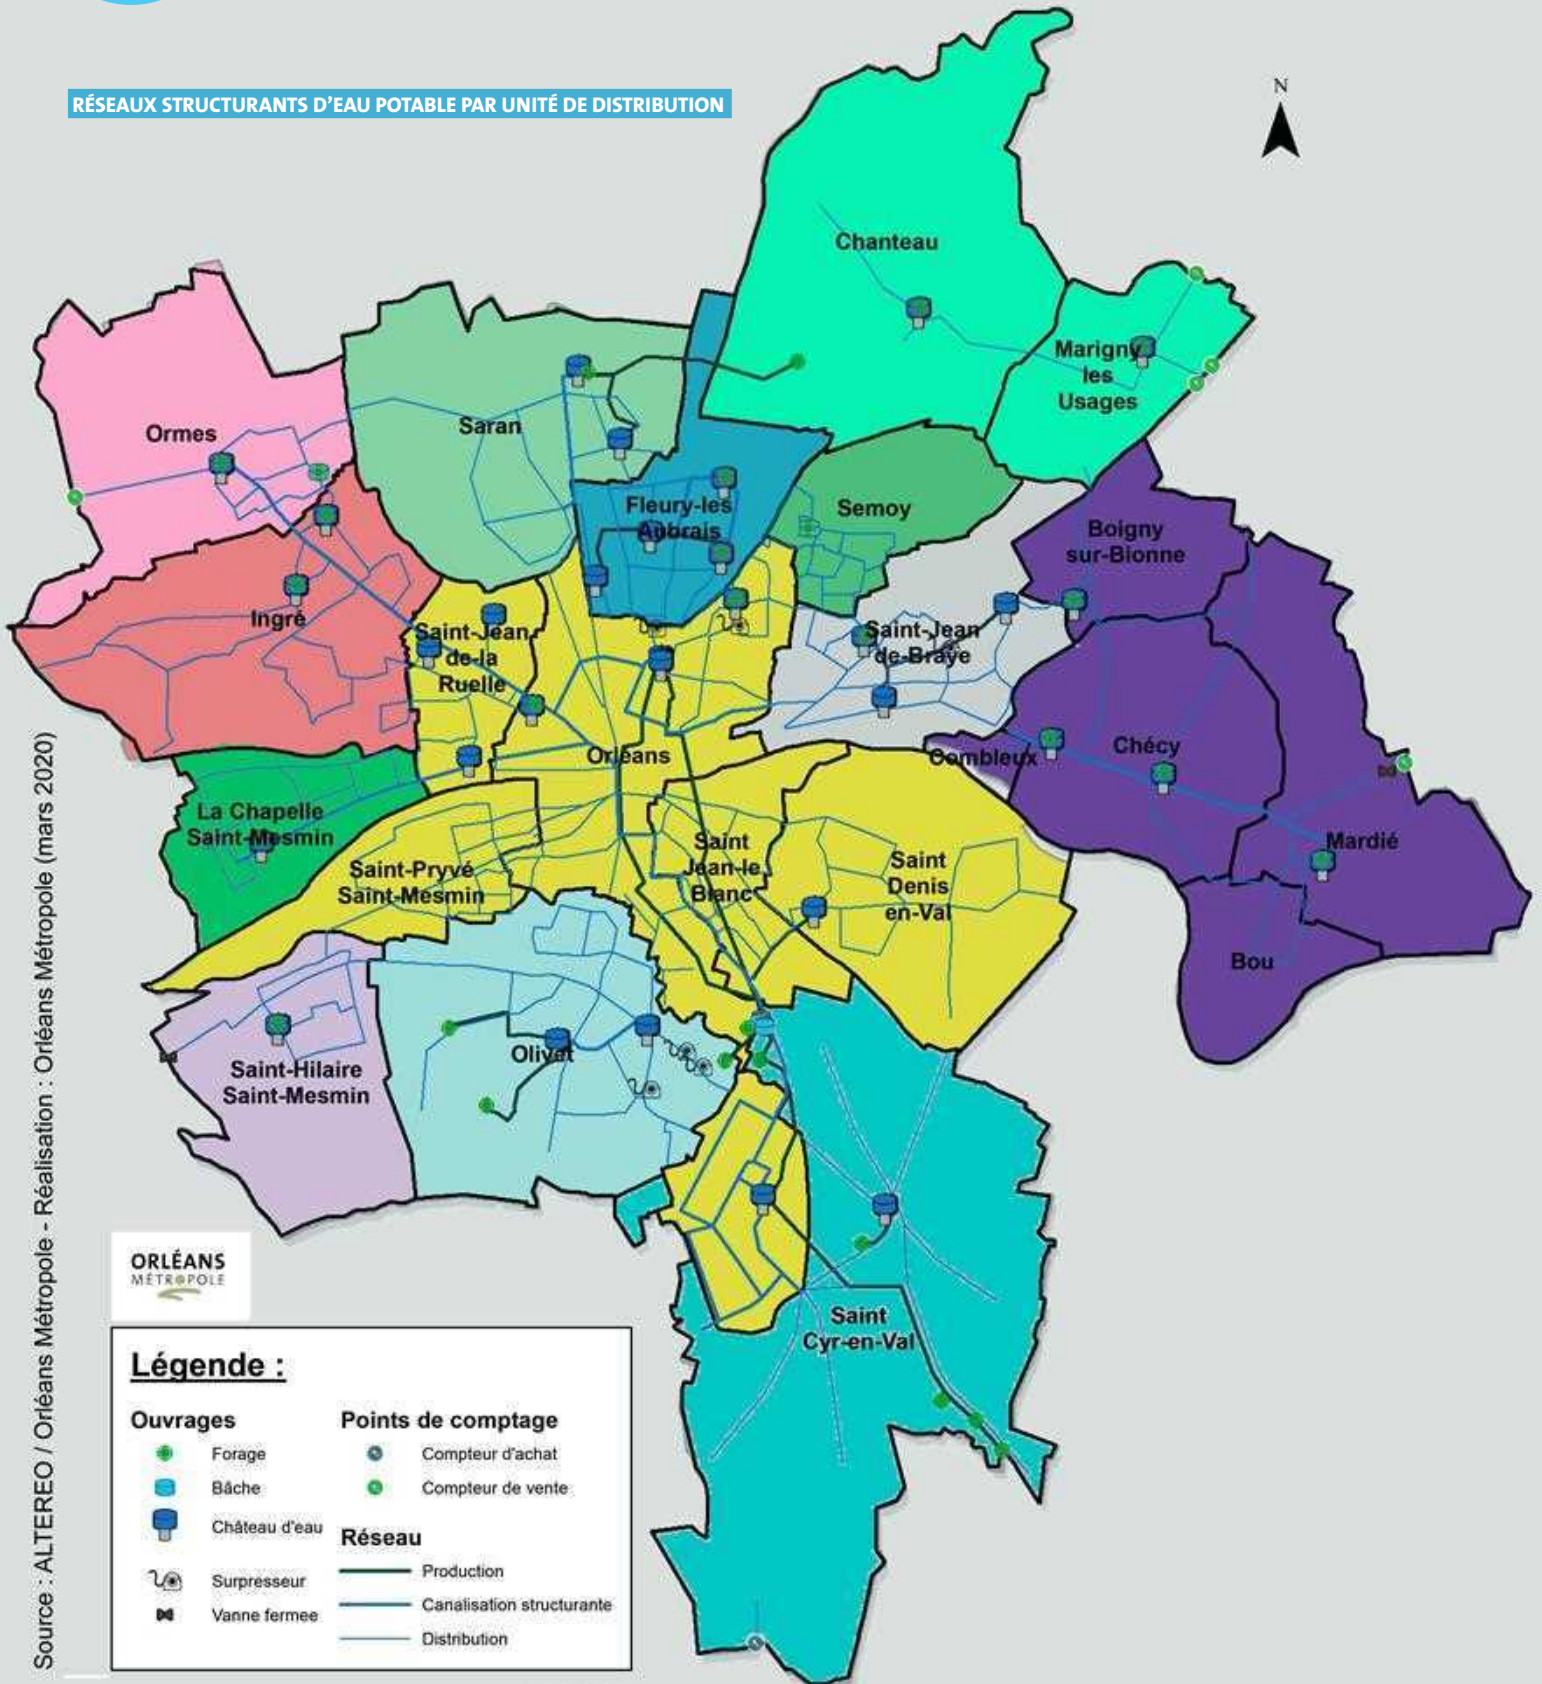 RÉSEAUX STRUCTURANTS D'EAU POTABLE PAR UNITÉ DE DISTRIBUTION
N
Chanteau
Marigny
les
Usages
Ormes
Saran
Fleury-les
Aubrais
Semoy
Boigny
sur-Bionne
Ingré
Saint-Jean
de-la
Ruelle
Saint-Jean
de-Braye
Orléans
Combleux
Chécy
La Chapelle
Saint-Mesmin
Mardié
Saint-Pryvé
Saint-Mesmin
Saint
Jean-le
Blanc
Saint
Denis
en-Val
Bou
Olivet
Saint-Hilaire
Saint-Mesmin
Saint
Cyr-en-Val
ORLÉANS
MÉTROPOLE
Légende :
Ouvrages
Forage
Bâche
Château d'eau
Surpresseur
Vanne fermee
Points de comptage
Compteur d'achat
Compteur de vente
Réseau
Production
Canalisation structurante
Distribution
Source : ALTEREO / Orléans Métropole - Réalisation : Orléans Métropole (mars 2020)